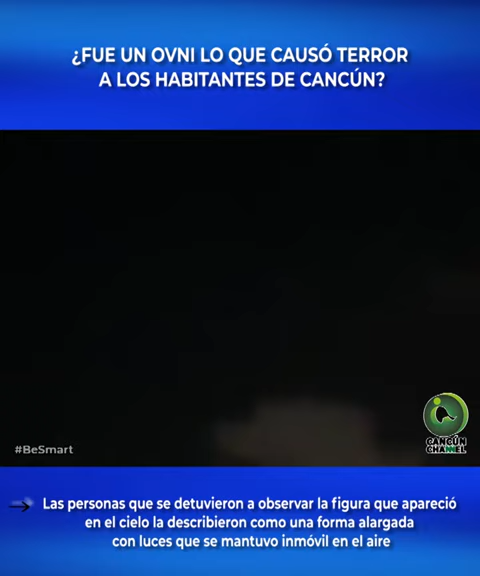 ¿FUE UN OVNI LO QUE CAUSÓ TERROR
A LOS HABITANTES DE CANCÚN?
#BeSmart
CANCÚN
CHANNEL
Las personas que se detuvieron a observar la figura que apareció
en el cielo la describieron como una forma alargada
con luces que se mantuvo inmóvil en el aire